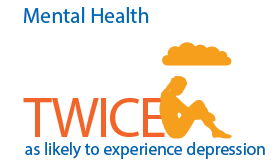 Mental Health
TWICE
as likely to experience depression